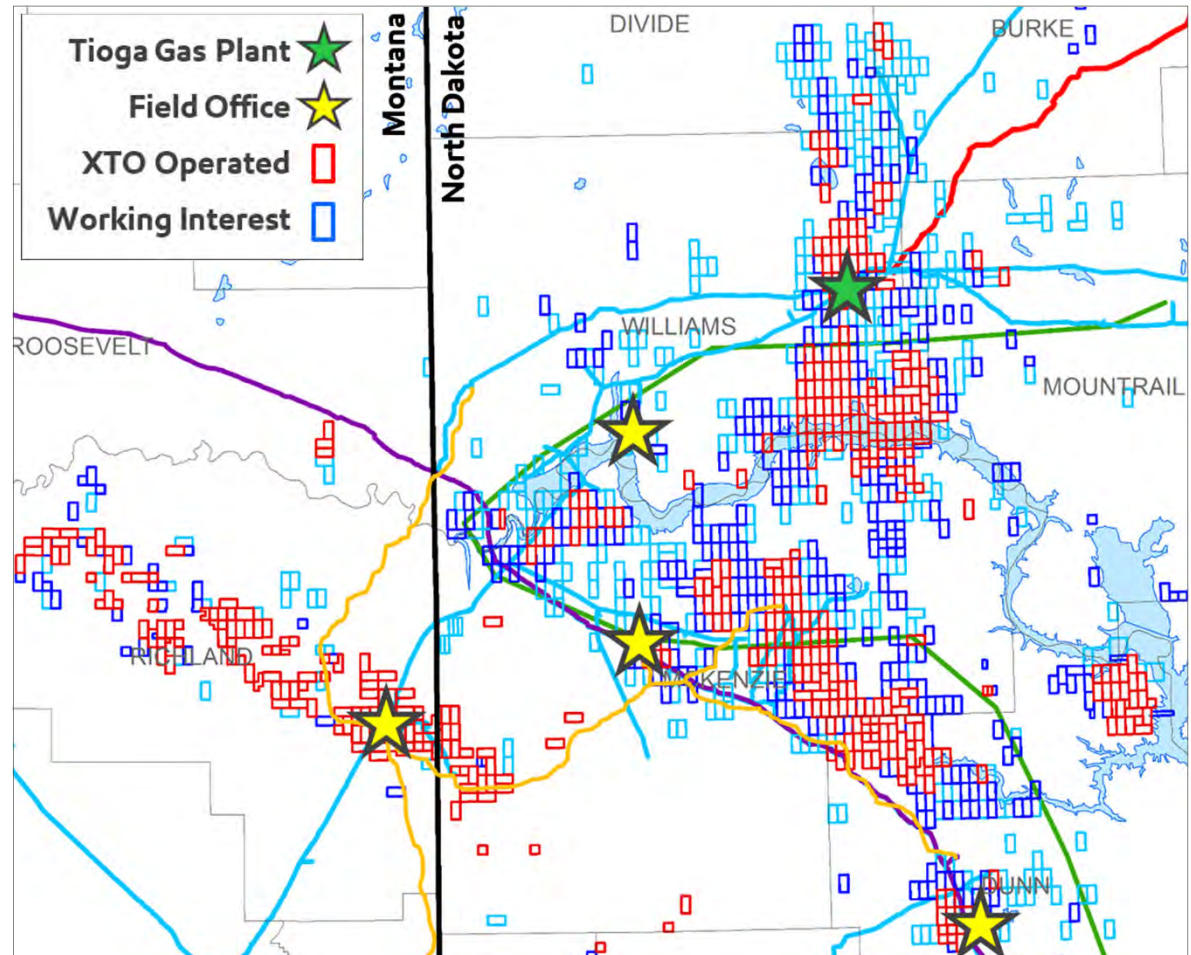 Tioga Gas Plant
Field Office
XTO Operated
Working Interest
Montana
North Dakota
DIVIDE
BURKE
WILLIAMS
ROOSEVELT
MOUNTRAIL
RICHLAND
MCKENZIE
DUNN